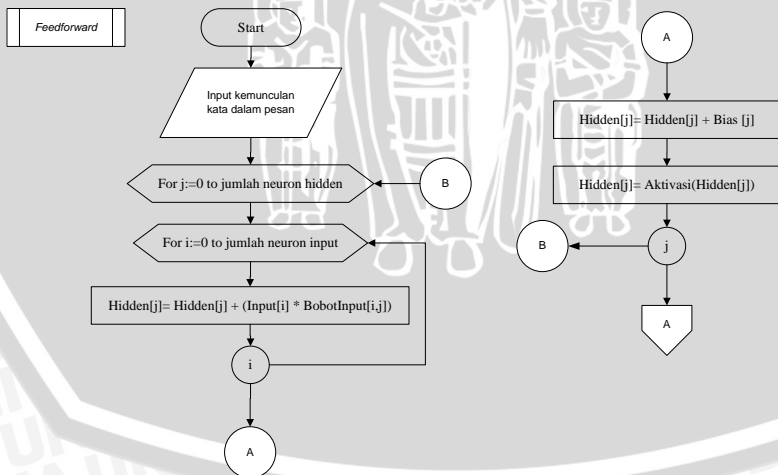 Feedforward
Start
Input kemunculan
kata dalam pesan
For j:=0 to jumlah neuron hidden
B
For i:=0 to jumlah neuron input
Hidden[j]= Hidden[j] + (Input[i] * BobotInput[i,j])
i
A
A
Hidden[j]= Hidden[j] + Bias [j]
Hidden[j]= Aktivasi(Hidden[j])
B
j
A